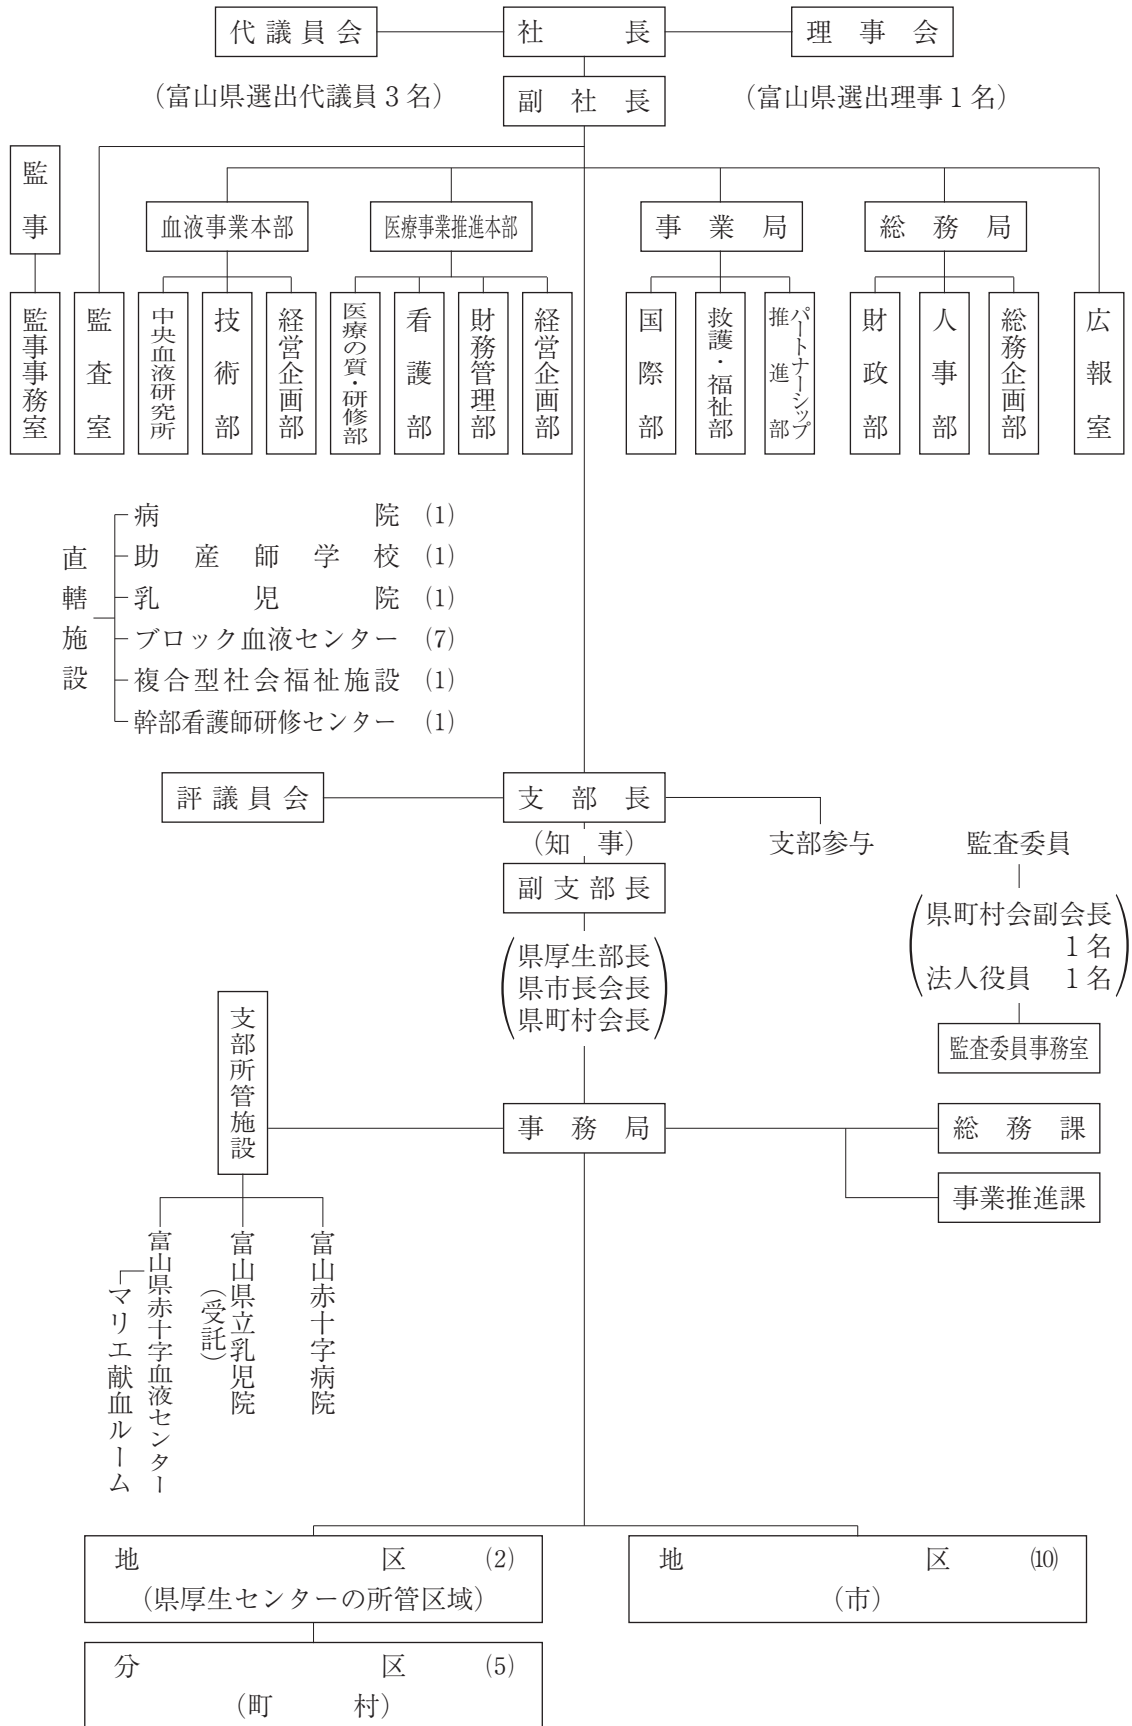 代議員会
社長
理事会
（富山県選出代議員３名）
副社長
（富山県選出理事１名）
監事
血液事業本部
医療事業推進本部
事業局
総務局
監事事務室
監査室
中央血液研究所
技術部
経営企画部
医療の質・研修部
看護部
財務管理部
経営企画部
国際部
救護・福祉部
パートナーシップ
推進部
財政部
人事部
総務企画部
広報室
直轄施設
病院 (1)
助産師学校 (1)
乳児院 (1)
ブロック血液センター (7)
複合型社会福祉施設 (1)
幹部看護師研修センター (1)
評議員会
支部長
（知事）
支部参与
監査委員
副支部長
県町村会副会長
１名
法人役員　１名
県厚生部長
県市長会長
県町村会長
監査委員事務室
支部所管施設
事務局
総務課
事業推進課
富山赤十字病院
富山県立乳児院
（受託）
富山県赤十字血液センター
マリエ献血ルーム
地区 (2)
（県厚生センターの所管区域）
地区 (10)
（市）
分区 (5)
（町村）